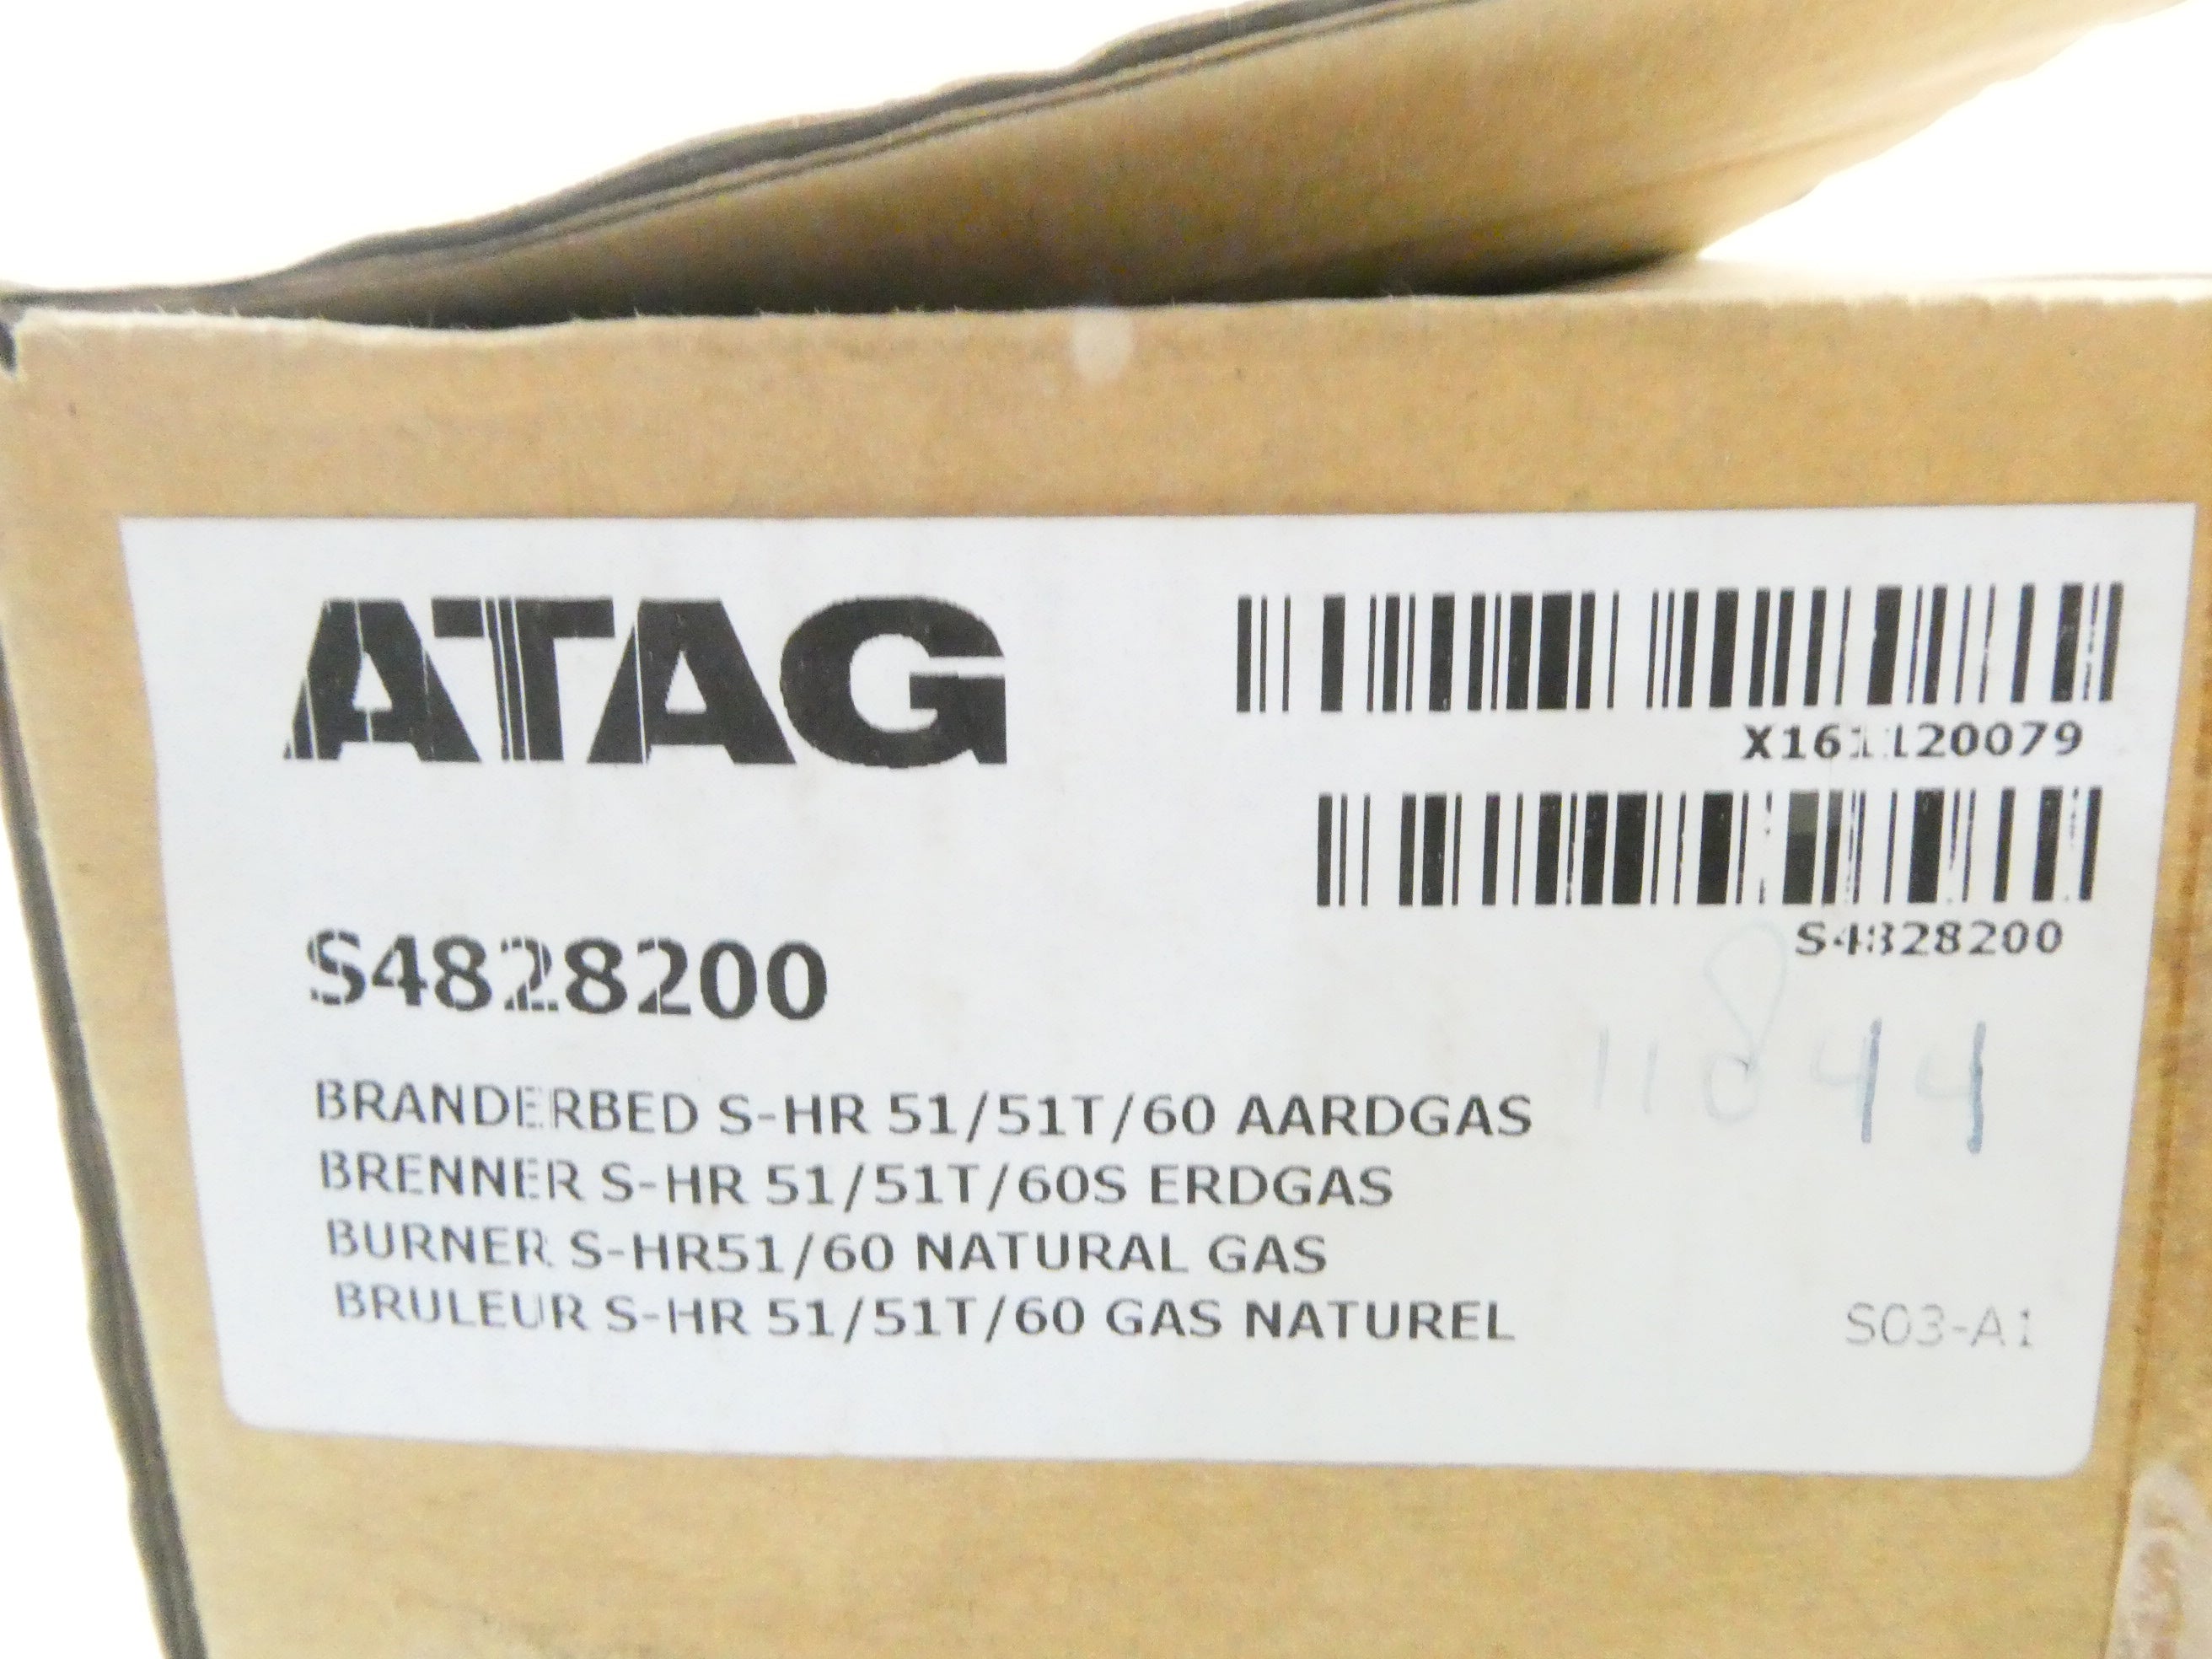 ATAG
X161120079
S4828200
S4828200
11844
BRANDERBED S-HR 51/51T/60 AARDGAS
BRENNER S-HR 51/51T/60S ERDGAS
BURNER S-HR51/60 NATURAL GAS
BRULEUR S-HR 51/51T/60 GAS NATUREL
S03-A1